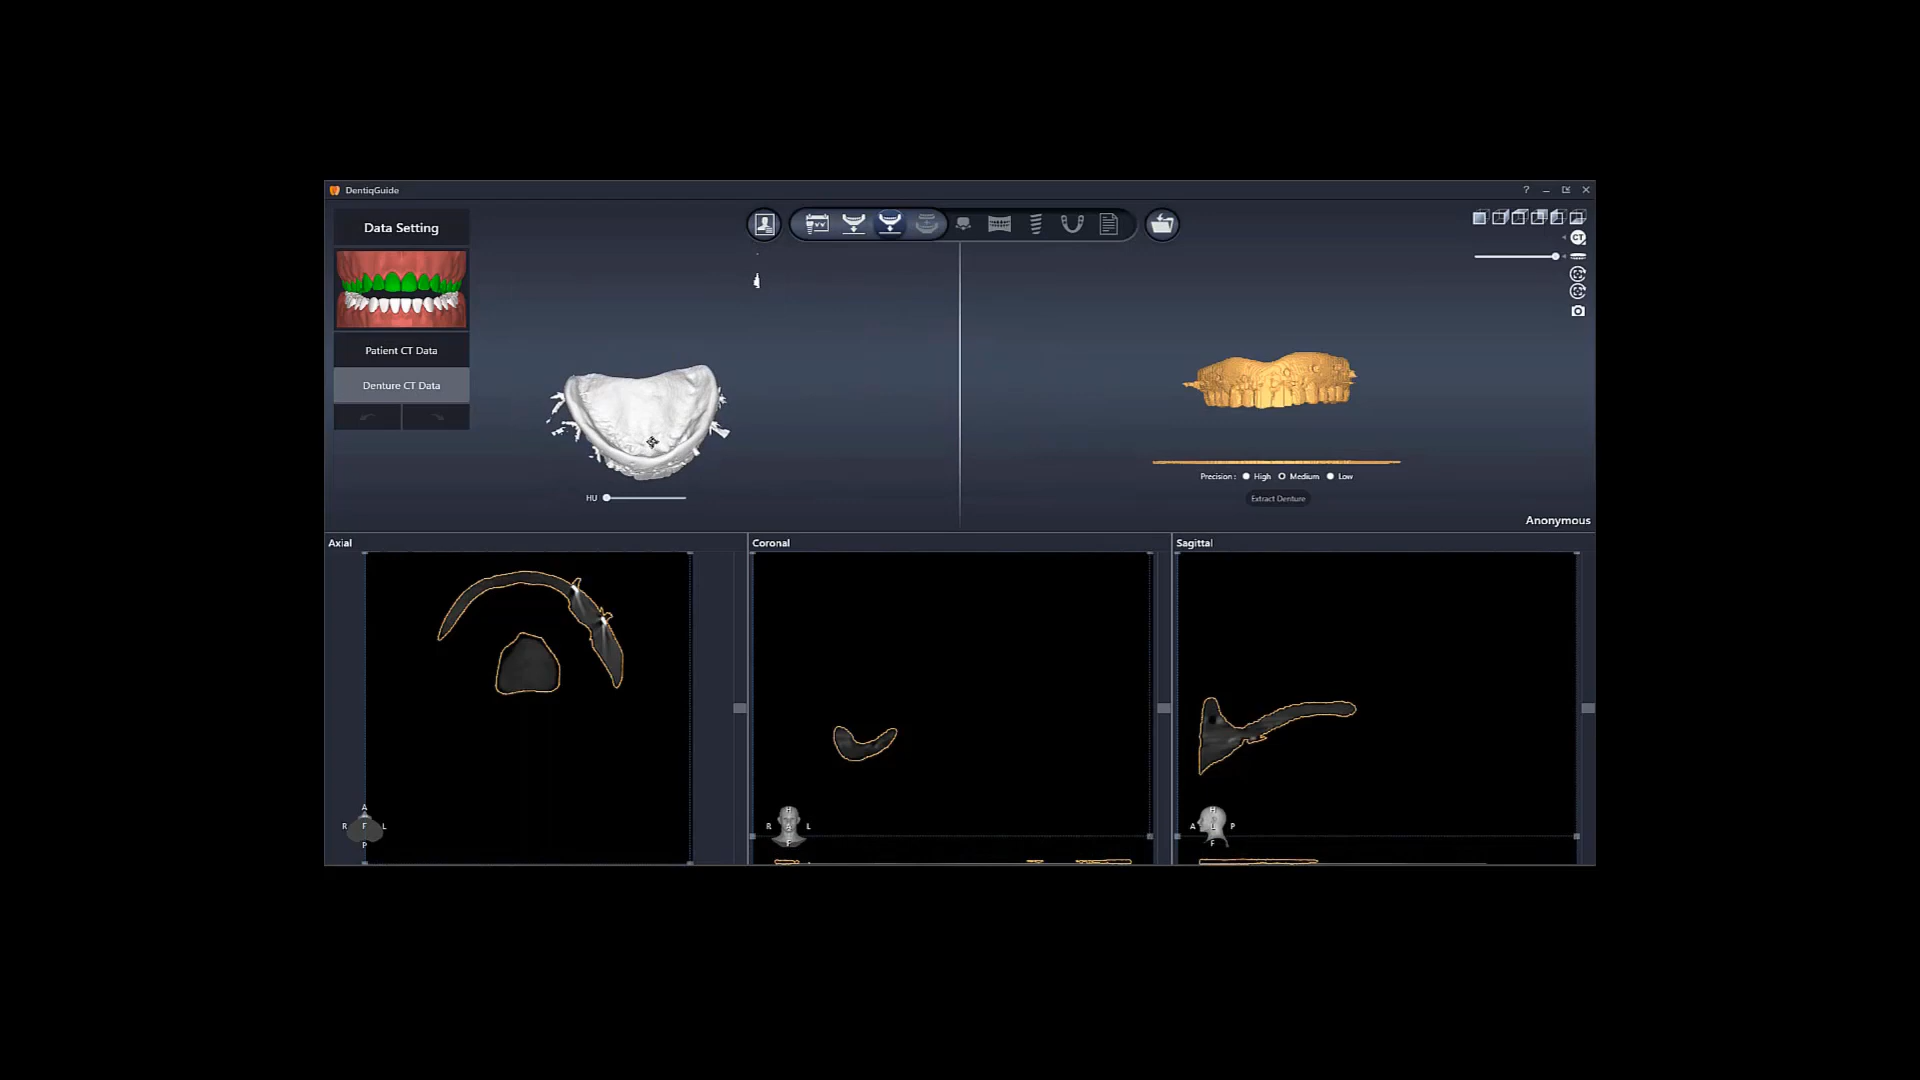 DentiqGuide
?
Data Setting
Patient CT Data
Denture CT Data
CT
HU
Precision : High Medium Low
Extract Denture
Anonymous
Axial
Coronal
Sagittal
A
R F L
P
H
R A L
F
H
A L P
F